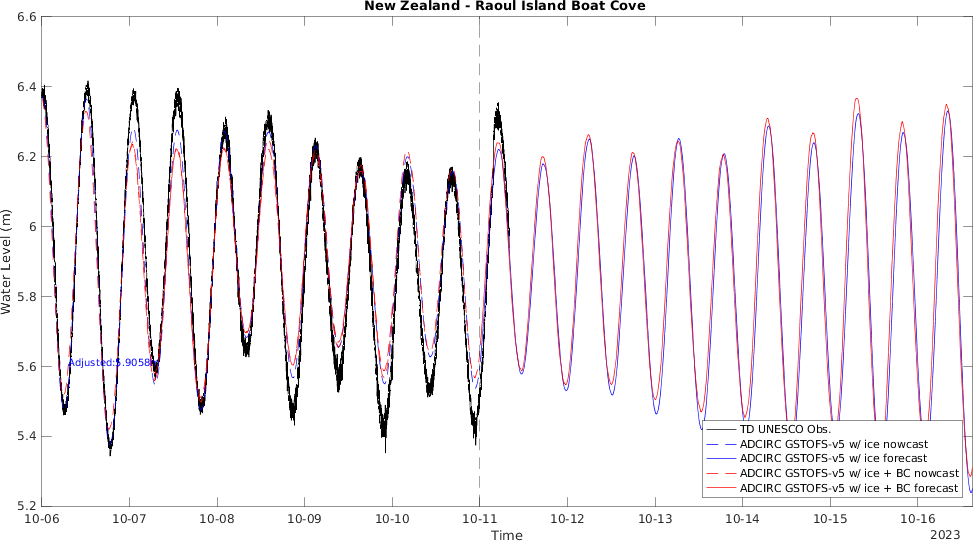 New Zealand - Raoul Island Boat Cove
Water Level (m)
6.6
6.4
6.2
6
5.8
5.6
5.4
5.2
Adjusted:5.9058
TD UNESCO Obs.
ADCIRC GSTOFS-v5 w/ ice nowcast
ADCIRC GSTOFS-v5 w/ ice forecast
ADCIRC GSTOFS-v5 w/ ice + BC nowcast
ADCIRC GSTOFS-v5 w/ ice + BC forecast
10-06 10-07 10-08 10-09 10-10 10-11 10-12 10-13 10-14 10-15 10-16
Time
2023